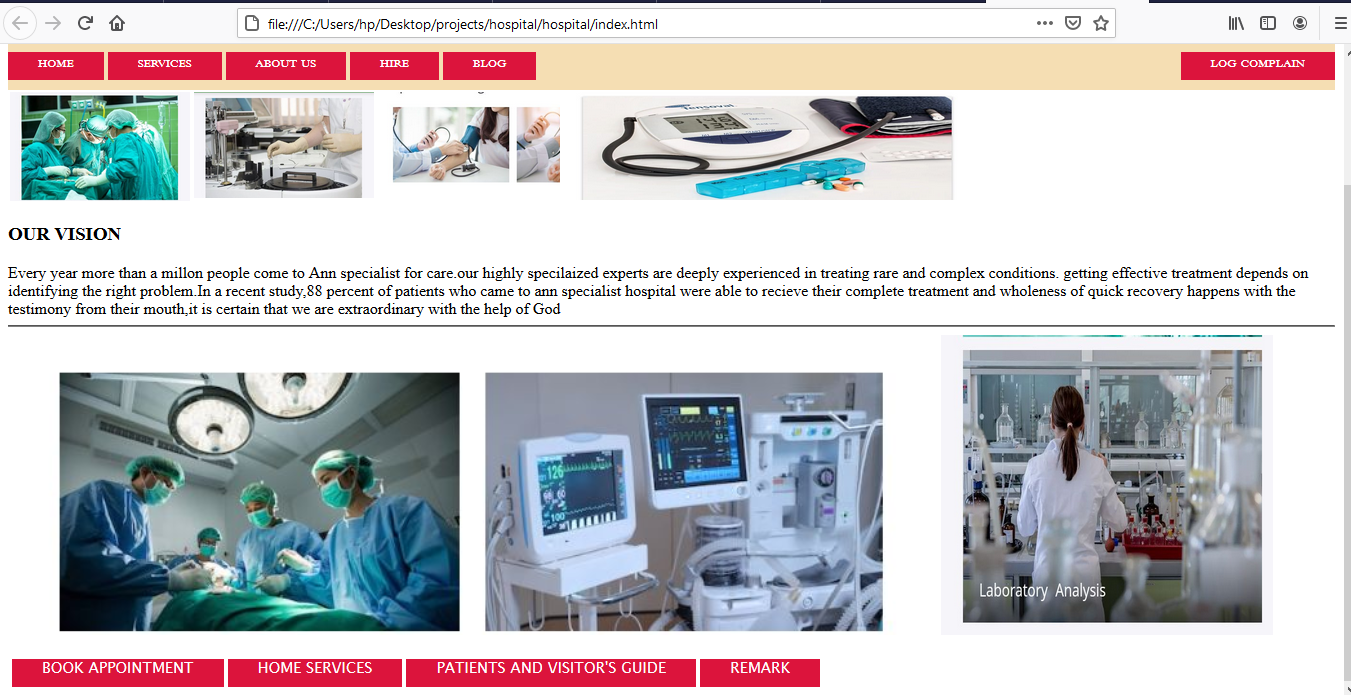 file:///C:/Users/hp/Desktop/projects/hospital/hospital/index.html
HOME SERVICES ABOUT US HIRE BLOG LOG COMPLAIN
OUR VISION
Every year more than a millon people come to Ann specialist for care.our highly specilaized experts are deeply experienced in treating rare and complex conditions. getting effective treatment depends on
identifying the right problem.In a recent study,88 percent of patients who came to ann specialist hospital were able to recieve their complete treatment and wholeness of quick recovery happens with the
testimony from their mouth,it is certain that we are extraordinary with the help of God
126
100
Laboratory Analysis
BOOK APPOINTMENT HOME SERVICES PATIENTS AND VISITOR'S GUIDE REMARK